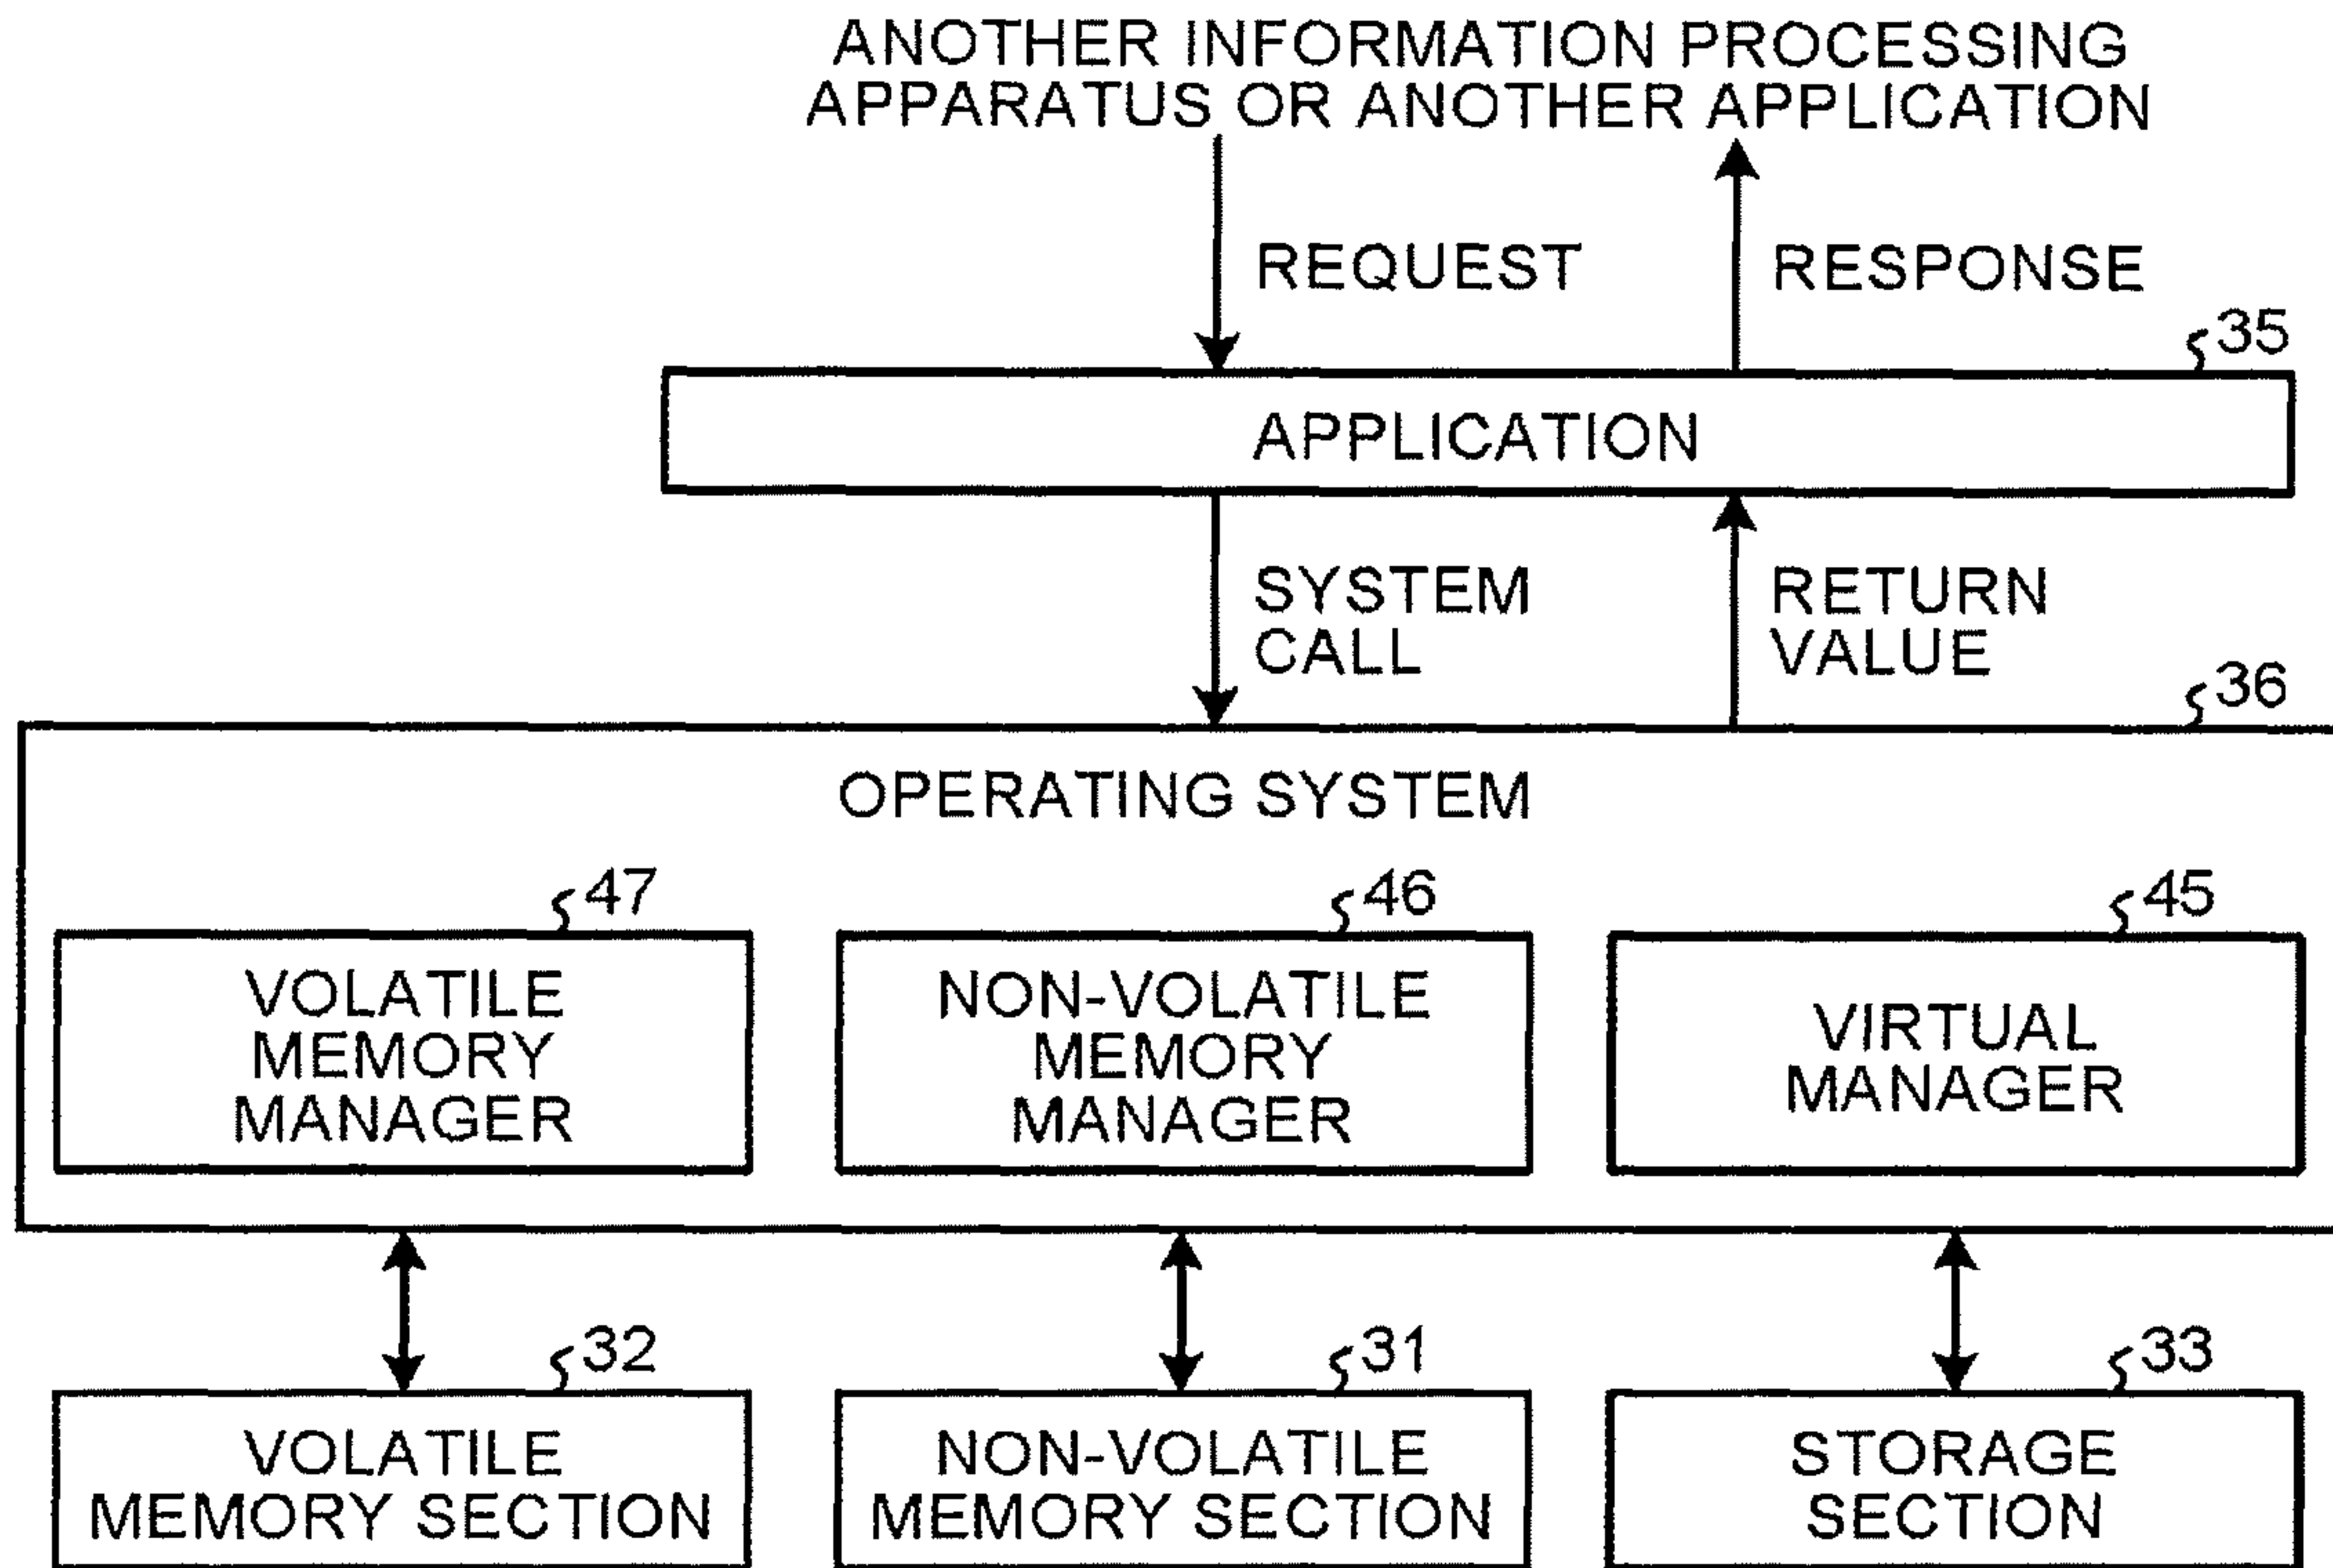 ANOTHER INFORMATION PROCESSING
APPARATUS OR ANOTHER APPLICATION
REQUEST
RESPONSE
35
APPLICATION
SYSTEM
CALL
RETURN
VALUE
36
OPERATING SYSTEM
47
VOLATILE
MEMORY
MANAGER
46
NON-VOLATILE
MEMORY
MANAGER
45
VIRTUAL
MANAGER
32
VOLATILE
MEMORY SECTION
31
NON-VOLATILE
MEMORY SECTION
33
STORAGE
SECTION